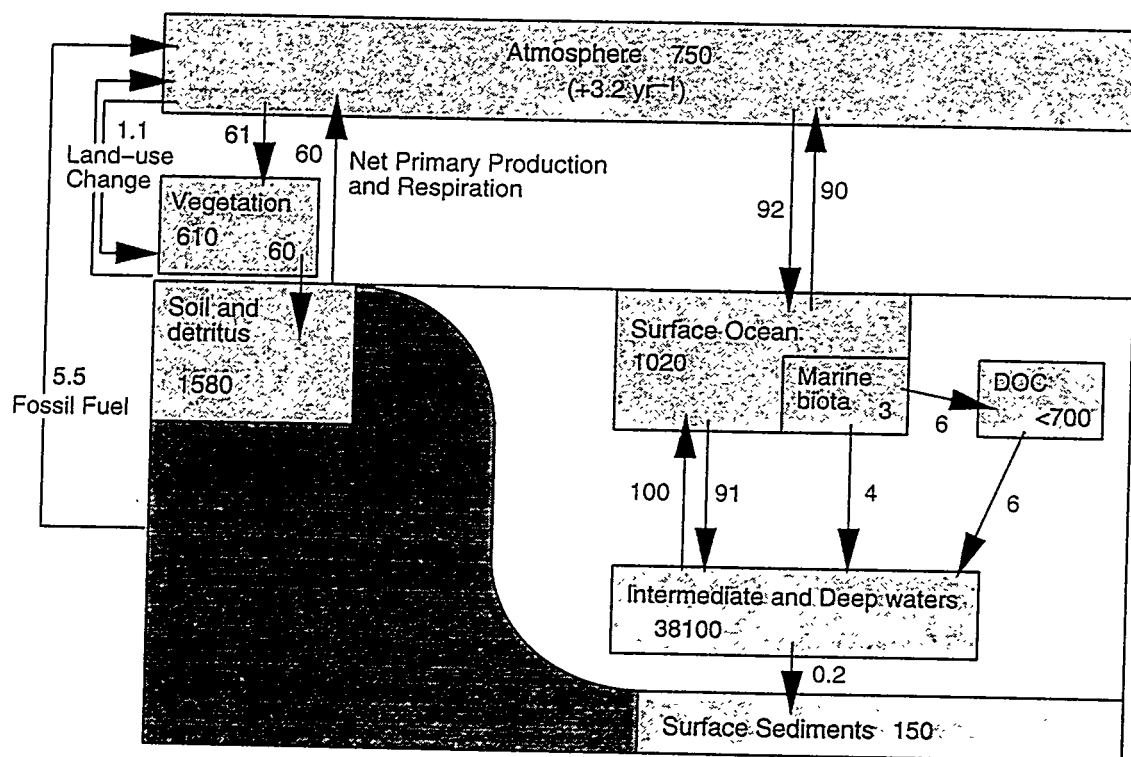 Atmosphere 750
(+3.2 yr⁻¹)
1.1
Land–use
Change
61
60
Net Primary Production
and Respiration
92
90
Vegetation
610
60
Soil and
detritus
1580
5.5
Fossil Fuel
Surface Ocean
1020
Marine
biota
3
6
DOC
<700
100
91
4
6
Intermediate and Deep waters
38100
0.2
Surface Sediments 150